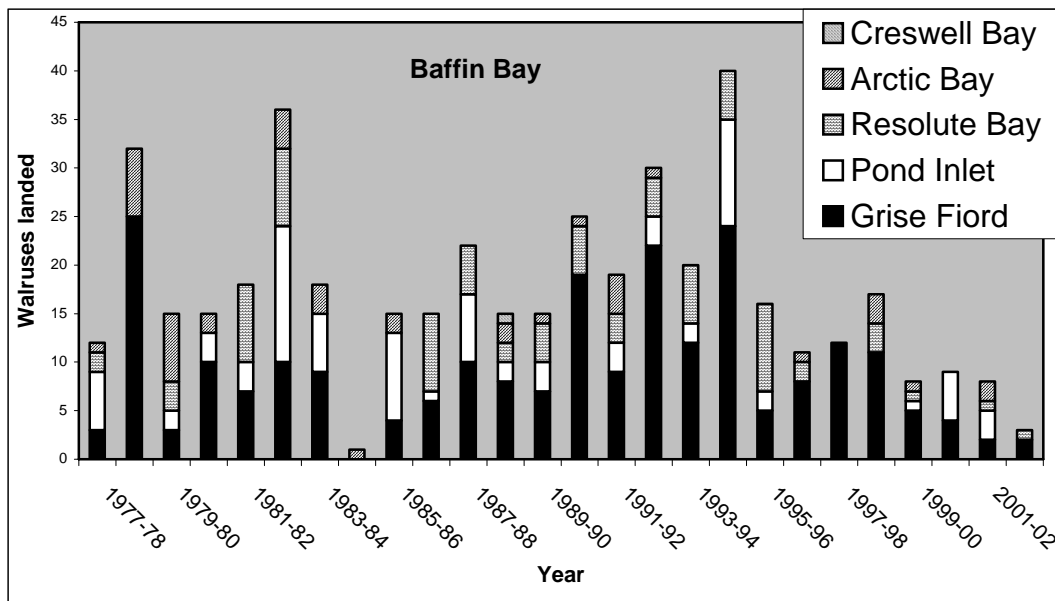 Baffin Bay
Creswell Bay
Arctic Bay
Resolute Bay
Pond Inlet
Grise Fiord
Walruses landed
45
40
35
30
25
20
15
10
5
0
1977-78
1979-80
1981-82
1983-84
1985-86
1987-88
1989-90
1991-92
1993-94
1995-96
1997-98
1999-00
2001-02
Year